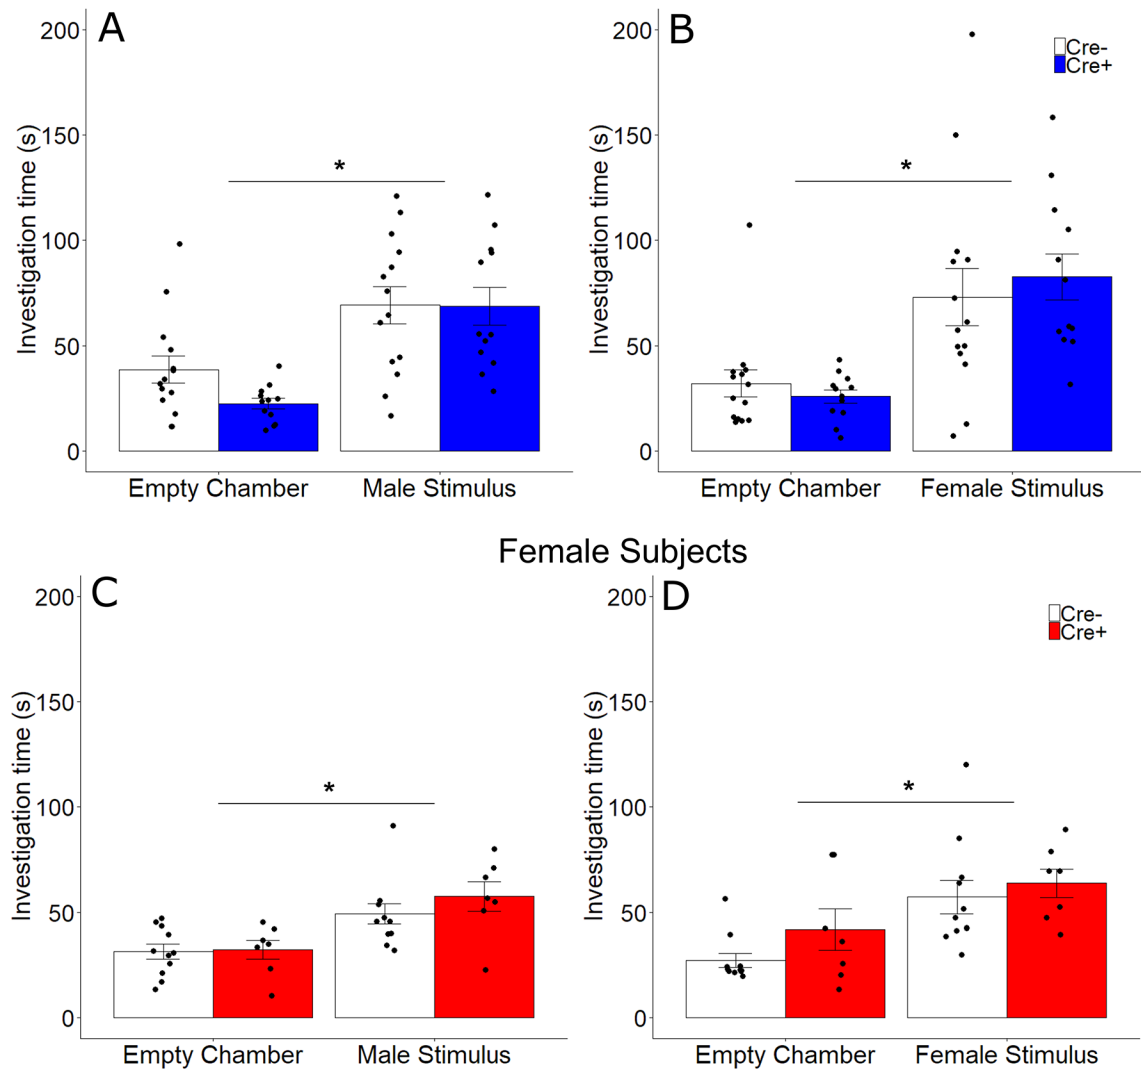 A
B
200
150
100
50
0
Investigation time (s)
*
Empty Chamber
Male Stimulus
200
150
100
50
0
Investigation time (s)
*
Cre-
Cre+
Empty Chamber
Female Stimulus
Female Subjects
C
D
200
150
100
50
0
Investigation time (s)
*
Empty Chamber
Male Stimulus
200
150
100
50
0
Investigation time (s)
*
Cre-
Cre+
Empty Chamber
Female Stimulus